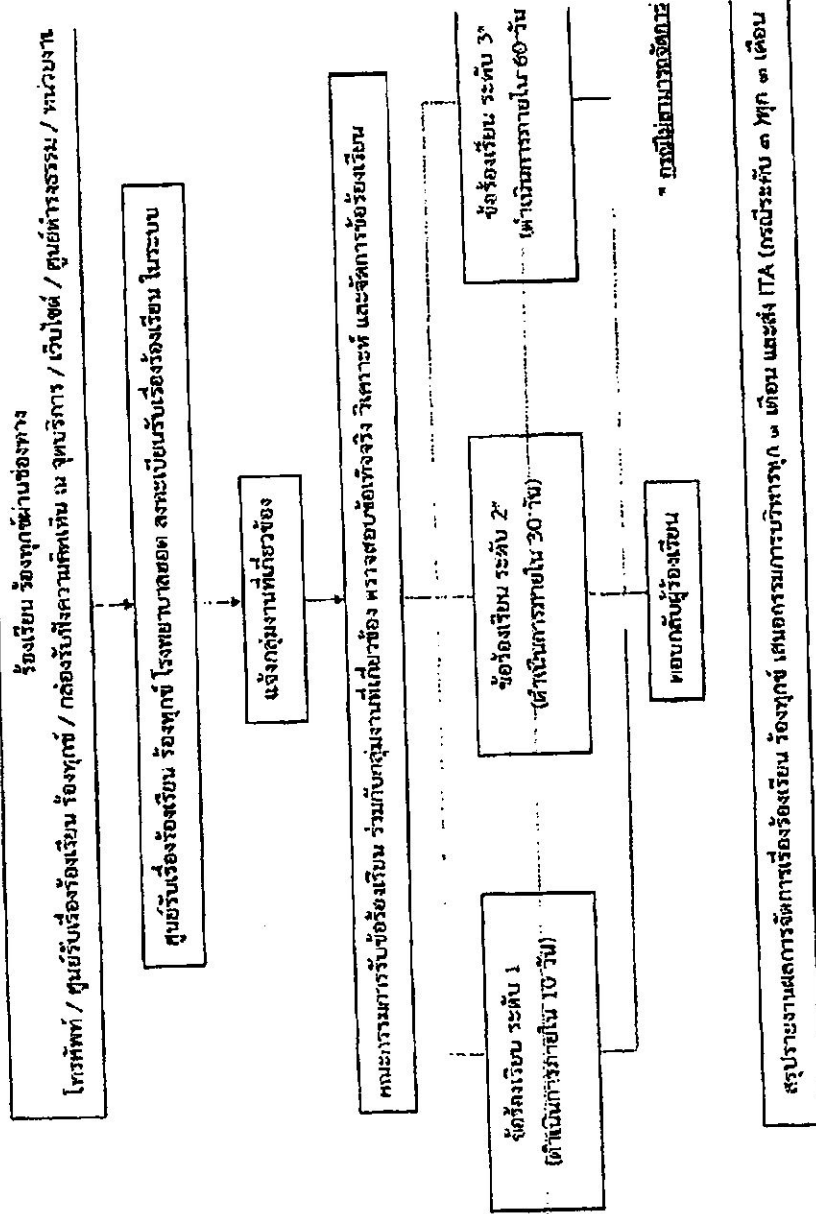 ร้องเรียน ร้องทุกข์ผ่านช่องทาง
โทรศัพท์ / ศูนย์รับเรื่องร้องเรียน ร้องทุกข์ / กล่องรับฟังความคิดเห็น ณ จุดบริการ / เว็บไซต์ / ศูนย์ดำรงธรรม / หน่วยงาน
ศูนย์รับเรื่องร้องเรียน ร้องทุกข์ โรงพยาบาลฮอด ลงทะเบียนรับเรื่องร้องเรียน ในระบบ
แจ้งกลุ่มงานที่เกี่ยวข้อง
คณะกรรมการรับข้อร้องเรียน ร่วมกับกลุ่มงานที่เกี่ยวข้อง ตรวจสอบข้อเท็จจริง วิเคราะห์ และจัดการข้อร้องเรียน
ข้อร้องเรียน ระดับ 1
(ดำเนินการภายใน 10 วัน)
ข้อร้องเรียน ระดับ 2*
(ดำเนินการภายใน 30 วัน)
ข้อร้องเรียน ระดับ 3*
(ดำเนินการภายใน 60 วัน
* กรณีไม่สามารถจัดการ
ตอบกลับผู้ร้องเรียน
สรุปรายงานผลการจัดการเรื่องร้องเรียน ร้องทุกข์ เสนอกรรมการบริหารทุก ๓ เดือน และส่ง ITA (กรณีระดับ ๓ )ทุก ๓ เดือน